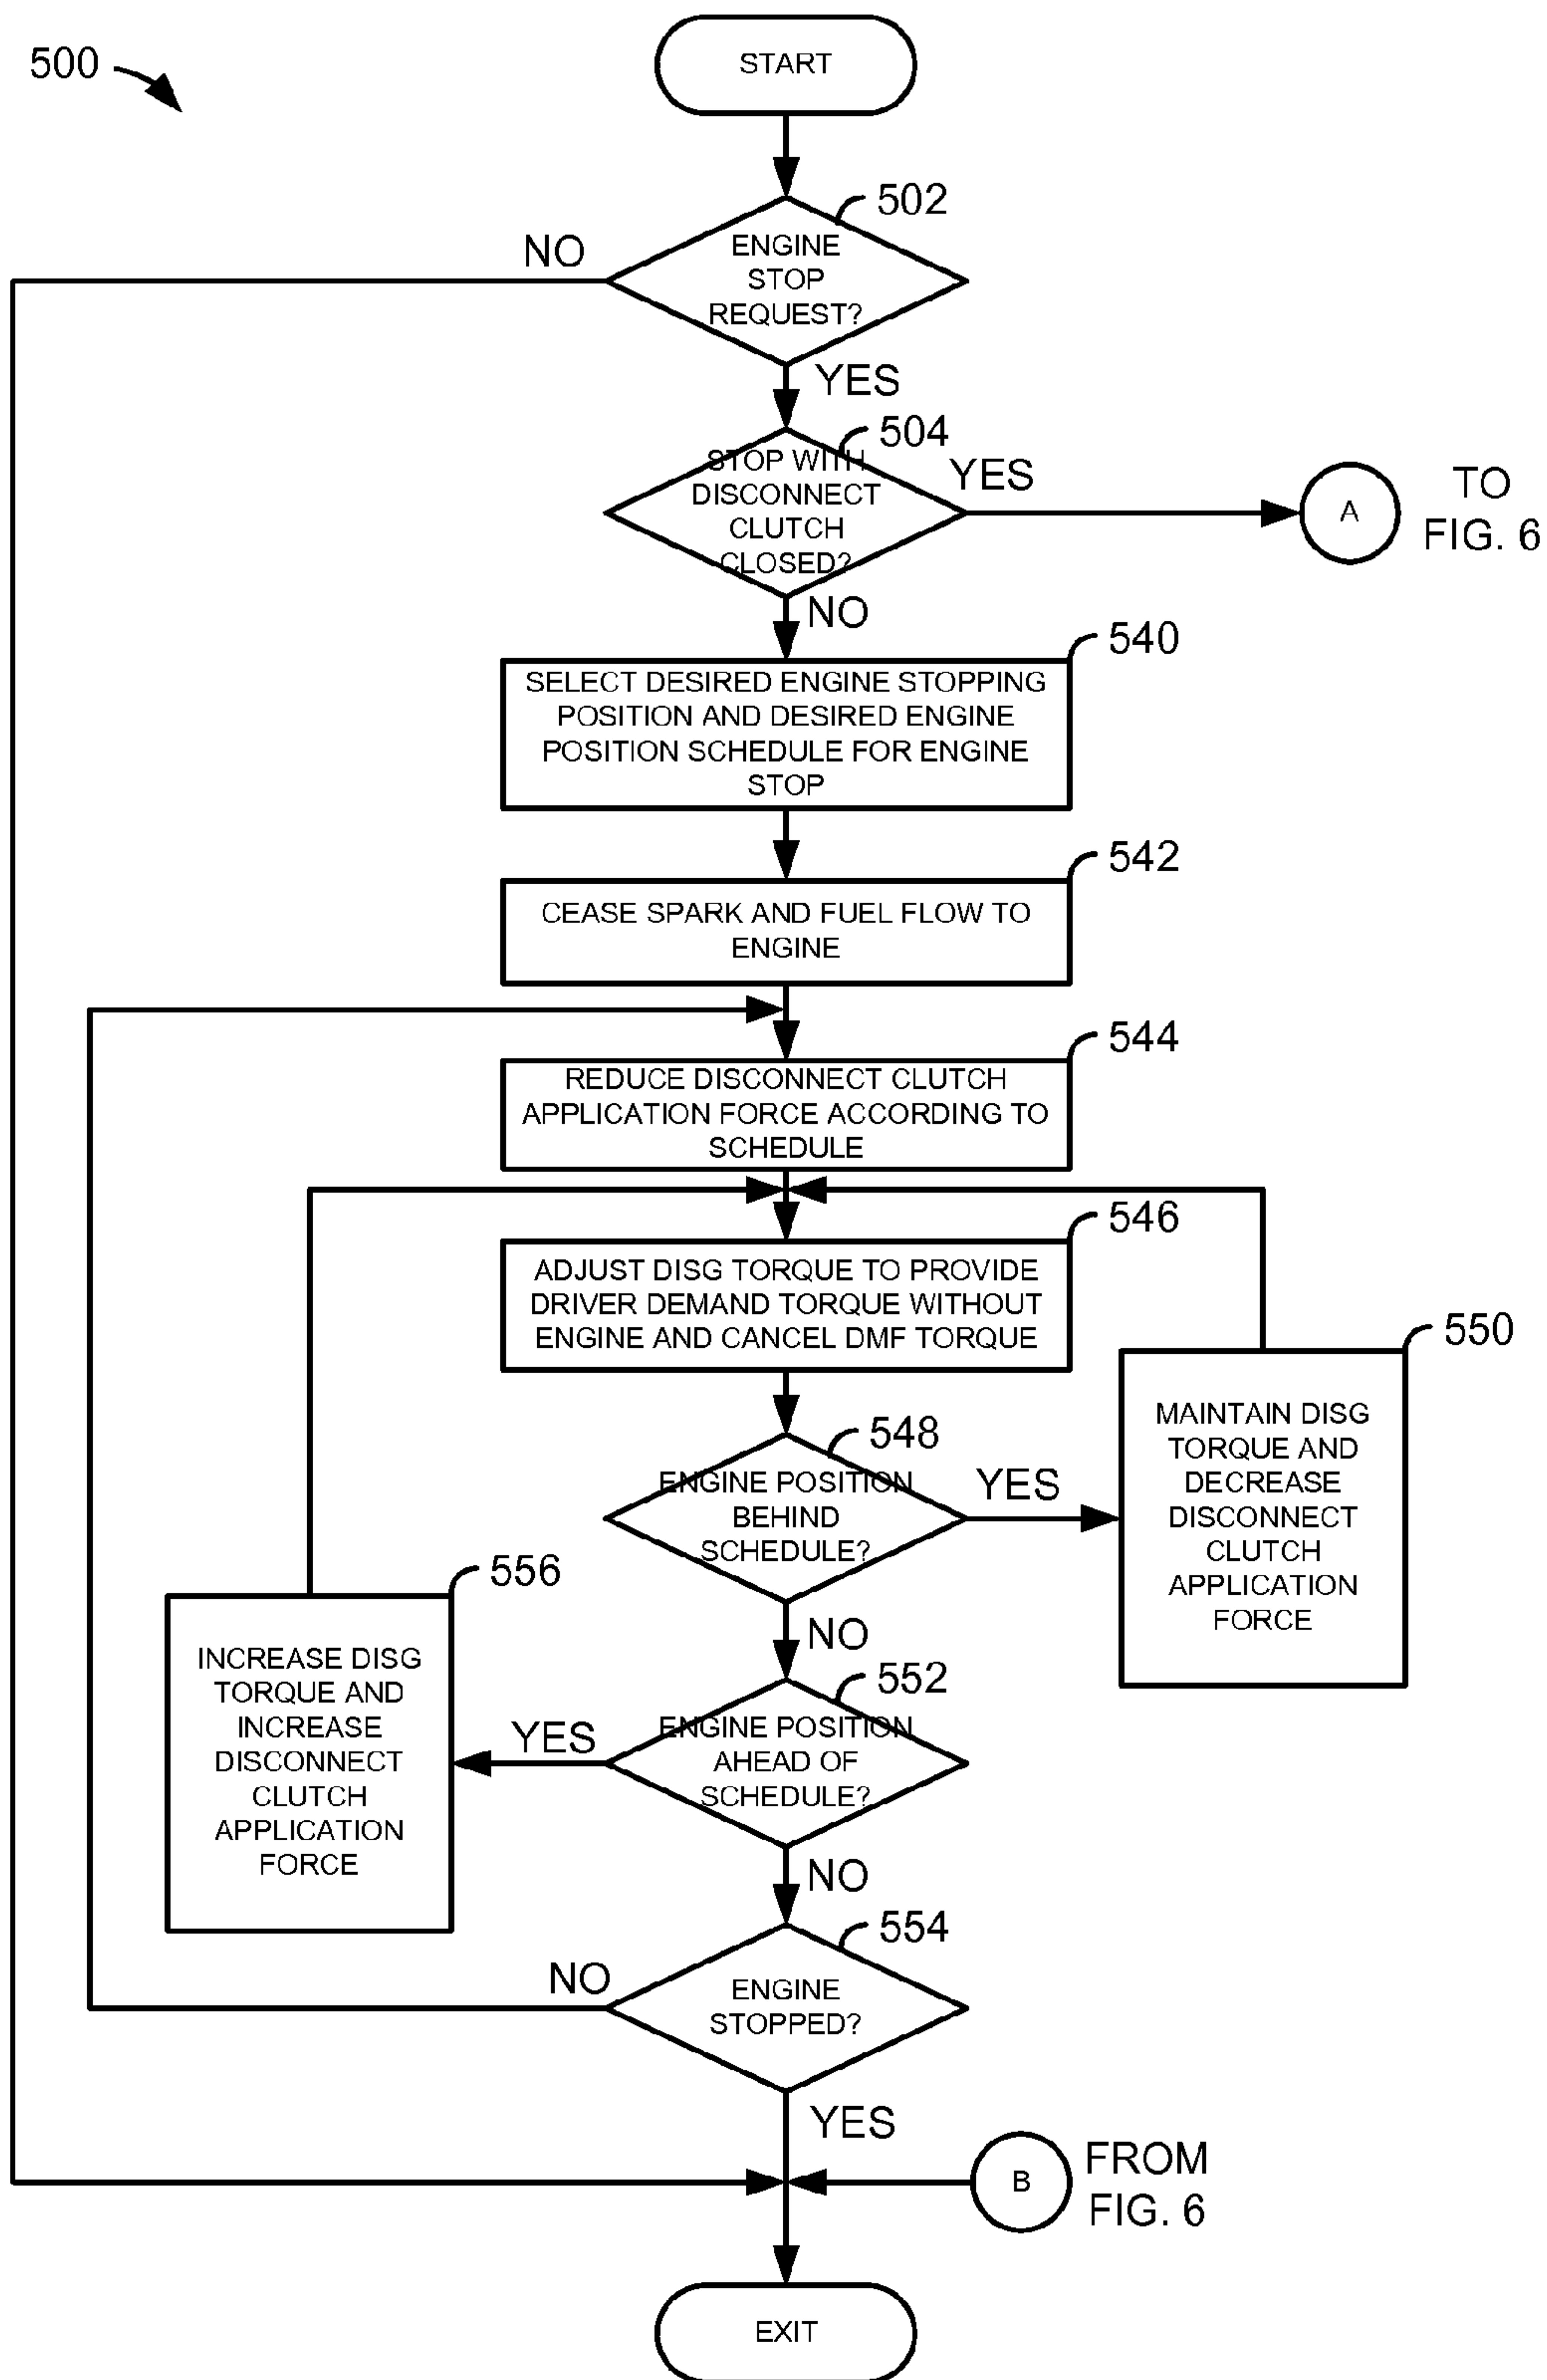 500
START
502
ENGINE
STOP
REQUEST?
NO
YES
504
STOP WITH
DISCONNECT
CLUTCH
CLOSED?
YES
A
TO
FIG. 6
NO
540
SELECT DESIRED ENGINE STOPPING
POSITION AND DESIRED ENGINE
POSITION SCHEDULE FOR ENGINE
STOP
542
CEASE SPARK AND FUEL FLOW TO
ENGINE
544
REDUCE DISCONNECT CLUTCH
APPLICATION FORCE ACCORDING TO
SCHEDULE
546
ADJUST DISG TORQUE TO PROVIDE
DRIVER DEMAND TORQUE WITHOUT
ENGINE AND CANCEL DMF TORQUE
548
ENGINE POSITION
BEHIND
SCHEDULE?
YES
550
MAINTAIN DISG
TORQUE AND
DECREASE
DISCONNECT
CLUTCH
APPLICATION
FORCE
NO
552
ENGINE POSITION
AHEAD OF
SCHEDULE?
YES
556
INCREASE DISG
TORQUE AND
INCREASE
DISCONNECT
CLUTCH
APPLICATION
FORCE
NO
554
ENGINE
STOPPED?
NO
YES
B
FROM
FIG. 6
EXIT